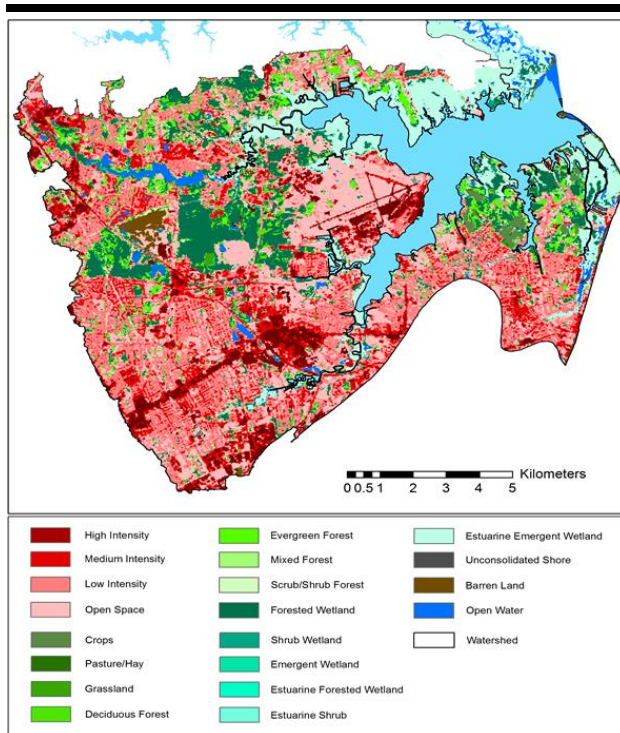 Kilometers
0 0.5 1 2 3 4 5
High Intensity
Medium Intensity
Low Intensity
Open Space
Crops
Pasture/Hay
Grassland
Deciduous Forest
Evergreen Forest
Mixed Forest
Scrub/Shrub Forest
Forested Wetland
Shrub Wetland
Emergent Wetland
Estuarine Forested Wetland
Estuarine Shrub
Estuarine Emergent Wetland
Unconsolidated Shore
Barren Land
Open Water
Watershed